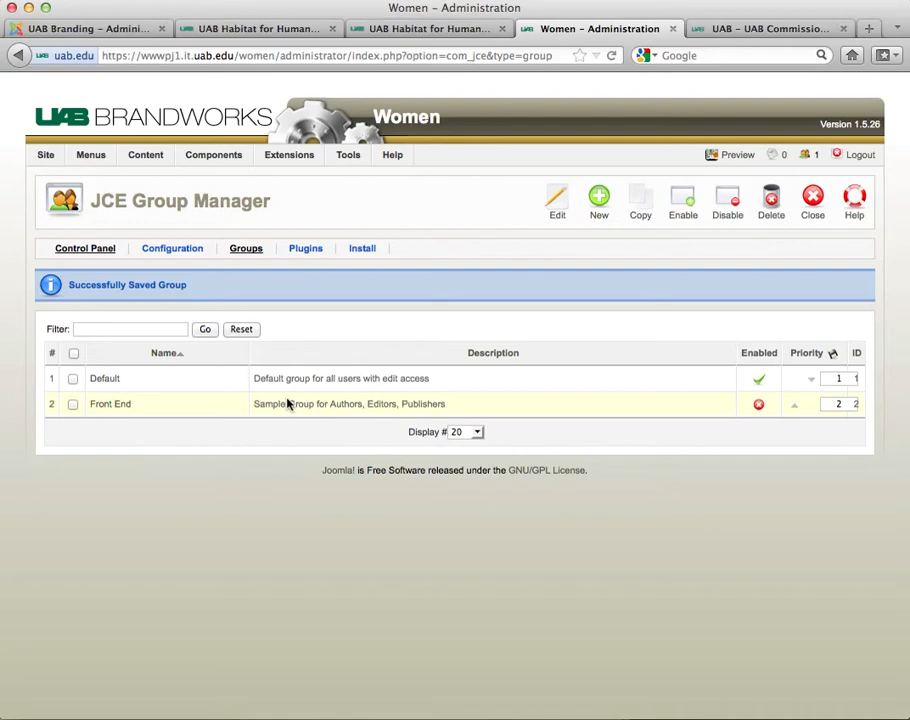 Women – Administration
UAB Branding - Adminis...
UAB Habitat for Human...
UAB Habitat for Human...
Women - Administration
UAB – UAB Commissio...
uab.edu https://wwwpj1.it.uab.edu/women/administrator/index.php?option=com_jce&type=group
Google
UAB BRANDWORKS
Women
Version 1.5.26
Site Menus Content Components Extensions Tools Help
Preview 0 1 Logout
JCE Group Manager
Edit New Copy Enable Disable Delete Close Help
Control Panel Configuration Groups Plugins Install
Successfully Saved Group
Filter: Go Reset
# Name Description Enabled Priority ID
1 Default Default group for all users with edit access 1 1
2 Front End Sample Group for Authors, Editors, Publishers 2 2
Display # 20
Joomla! is Free Software released under the GNU/GPL License.